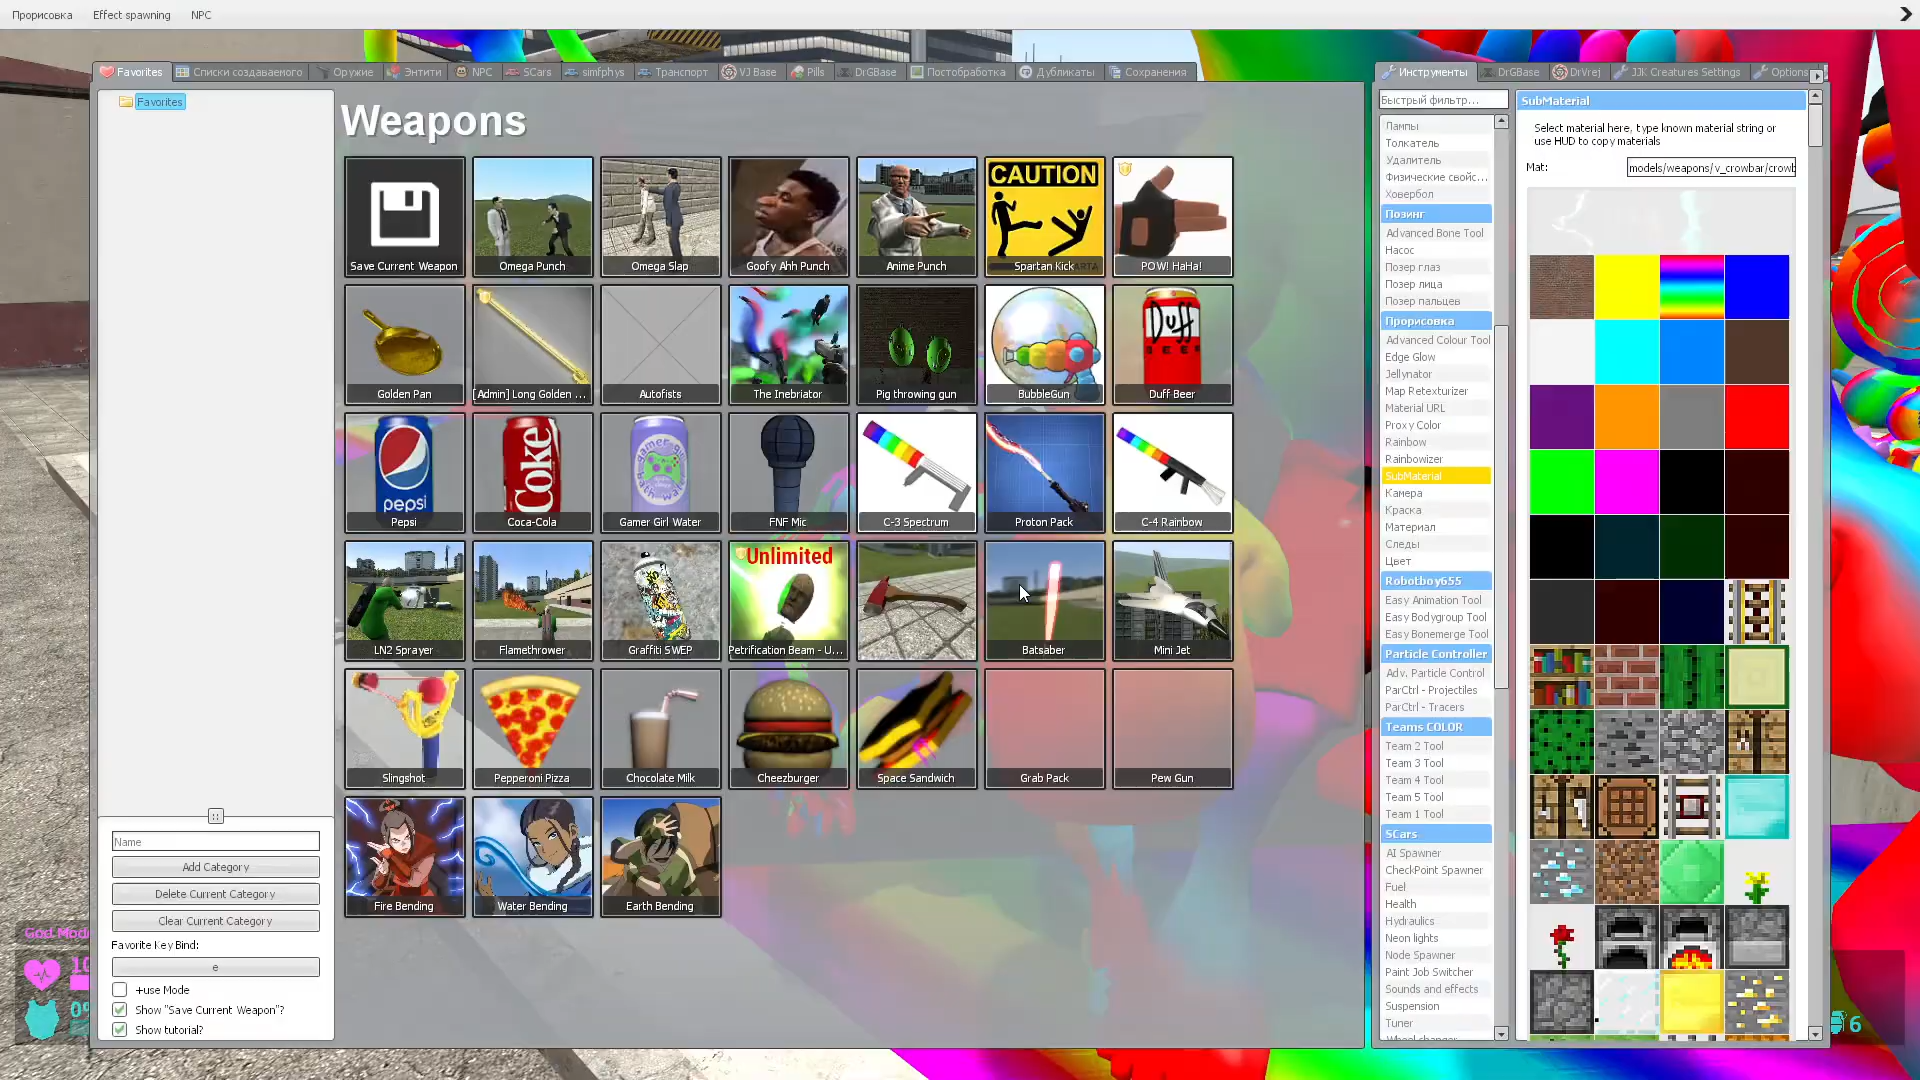 Прорисовка Effect spawning NPC
Favorites Списки создаваемого Оружие Энтити NPC SCars simfphys Транспорт VJ Base Pills DrGBase Постобработка Дубликаты Сохранения
Инструменты DrGBase DrVrej JJK Creatures Settings Options
Favorites
Weapons
CAUTION
Save Current Weapon Omega Punch Omega Slap Goofy Ahh Punch Anime Punch Spartan Kick POW! HaHa!
Duff
BEER
Golden Pan [Admin] Long Golden ... Autofists The Inebriator Pig throwing gun BubbleGun Duff Beer
pepsi Coke
Pepsi Coca-Cola Gamer Girl Water FNF Mic C-3 Spectrum Proton Pack C-4 Rainbow
Unlimited
LN2 Sprayer Flamethrower Graffiti SWEP Petrification Beam - U... Batsaber Mini Jet
Slingshot Pepperoni Pizza Chocolate Milk Cheezburger Space Sandwich Grab Pack Pew Gun
Fire Bending Water Bending Earth Bending
Name
Add Category
Delete Current Category
Clear Current Category
Favorite Key Bind:
e
+use Mode
Show "Save Current Weapon"?
Show tutorial?
God Mod
10
0%
Быстрый фильтр...
Лампы
Толкатель
Удалитель
Физические свойс...
Ховербол
Позинг
Advanced Bone Tool
Насос
Позер глаз
Позер лица
Позер пальцев
Прорисовка
Advanced Colour Tool
Edge Glow
Jellynator
Map Retexturizer
Material URL
Proxy Color
Rainbow
Rainbowizer
SubMaterial
Камера
Краска
Материал
Следы
Цвет
Robotboy655
Easy Animation Tool
Easy Bodygroup Tool
Easy Bonemerge Tool
Particle Controller
Adv. Particle Control
ParCtrl - Projectiles
ParCtrl - Tracers
Teams COLOR
Team 2 Tool
Team 3 Tool
Team 4 Tool
Team 5 Tool
Team 1 Tool
SCars
AI Spawner
CheckPoint Spawner
Fuel
Health
Hydraulics
Neon lights
Node Spawner
Paint Job Switcher
Sounds and effects
Suspension
Tuner
Wheel changer
SubMaterial
Select material here, type known material string or
use HUD to copy materials
Mat: models/weapons/v_crowbar/crowb
6